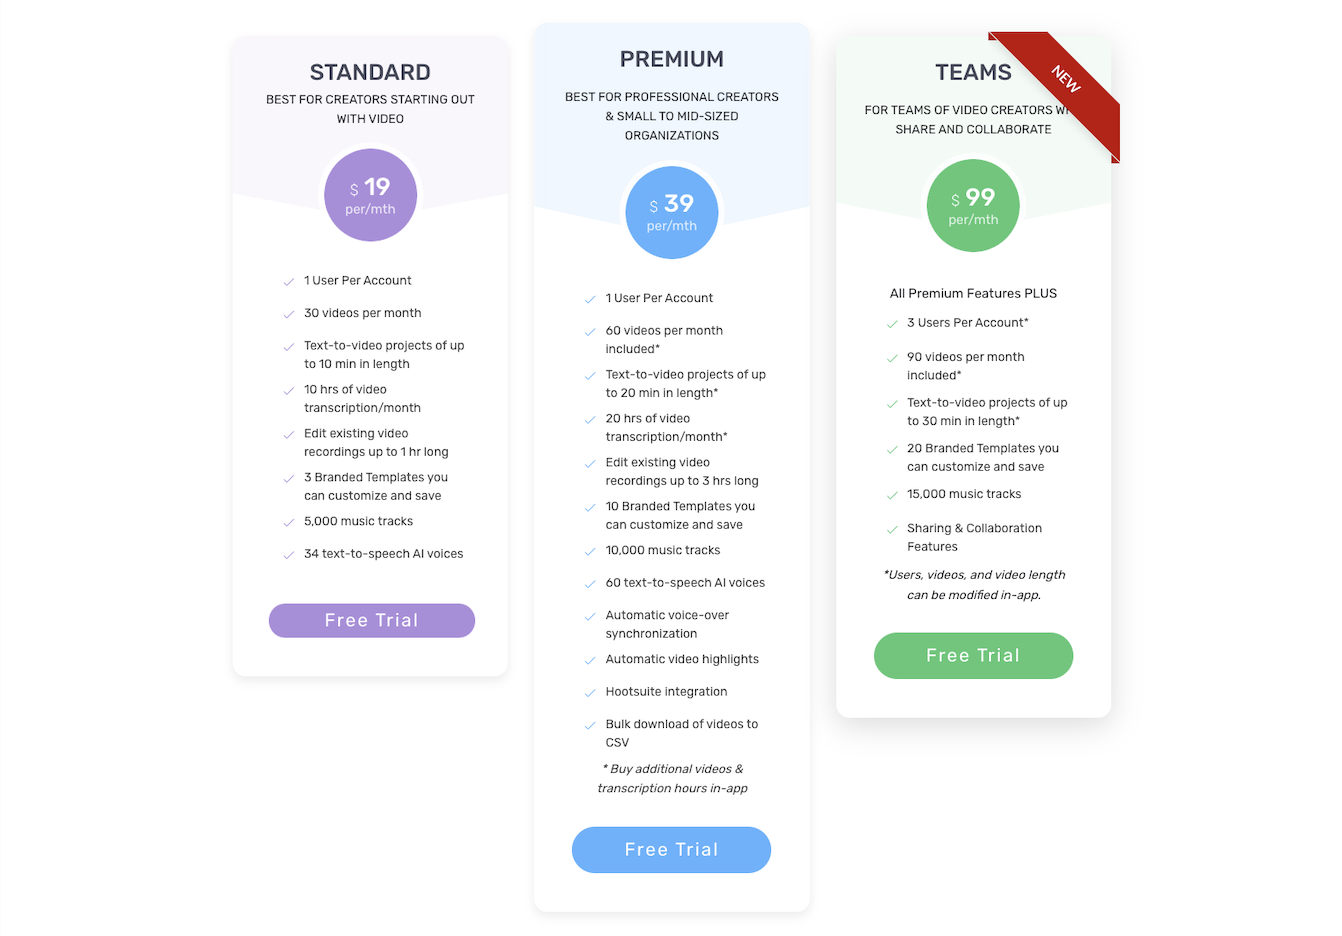 STANDARD
BEST FOR CREATORS STARTING OUT
WITH VIDEO
$ 19
per/mth
1 User Per Account
30 videos per month
Text-to-video projects of up
to 10 min in length
10 hrs of video
transcription/month
Edit existing video
recordings up to 1 hr long
3 Branded Templates you
can customize and save
5,000 music tracks
34 text-to-speech AI voices
Free Trial
PREMIUM
BEST FOR PROFESSIONAL CREATORS
& SMALL TO MID-SIZED
ORGANIZATIONS
$ 39
per/mth
1 User Per Account
60 videos per month
included*
Text-to-video projects of up
to 20 min in length*
20 hrs of video
transcription/month*
Edit existing video
recordings up to 3 hrs long
10 Branded Templates you
can customize and save
10,000 music tracks
60 text-to-speech AI voices
Automatic voice-over
synchronization
Automatic video highlights
Hootsuite integration
Bulk download of videos to
CSV
* Buy additional videos &
transcription hours in-app
Free Trial
TEAMS
NEW
FOR TEAMS OF VIDEO CREATORS
SHARE AND COLLABORATE
$ 99
per/mth
All Premium Features PLUS
3 Users Per Account*
90 videos per month
included*
Text-to-video projects of up
to 30 min in length*
20 Branded Templates you
can customize and save
15,000 music tracks
Sharing & Collaboration
Features
*Users, videos, and video length
can be modified in-app.
Free Trial